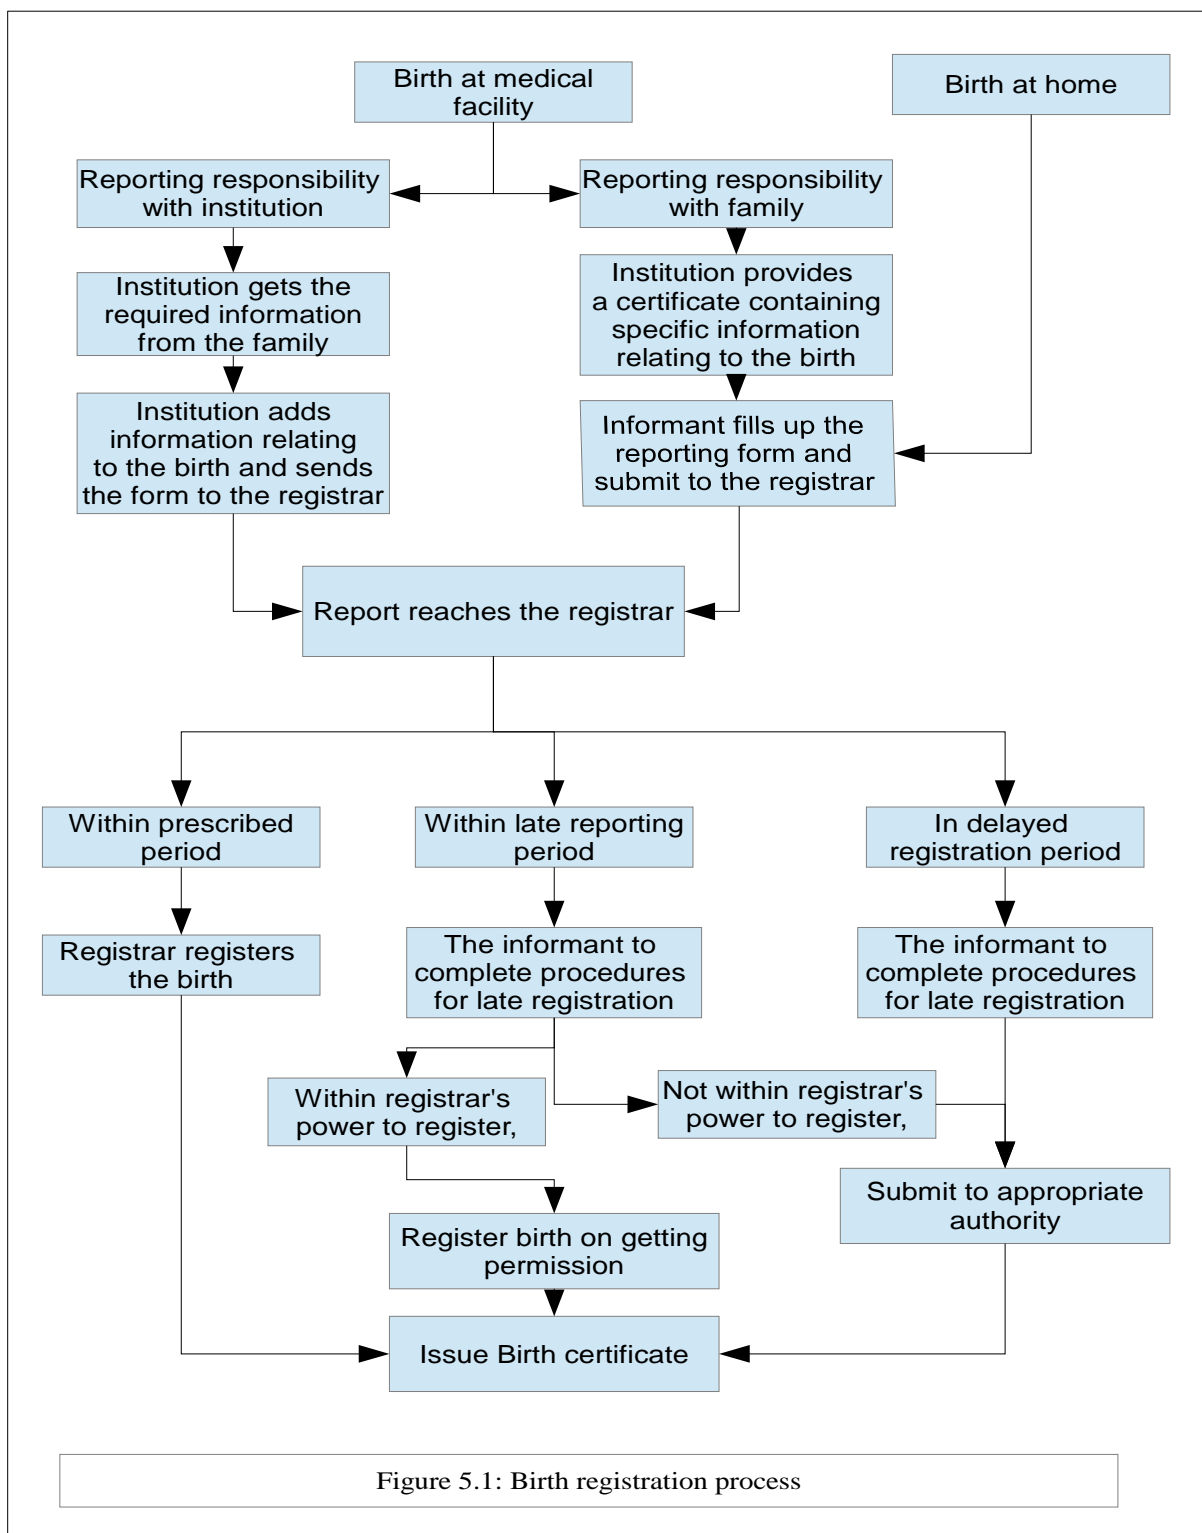 Birth at medical
facility
Birth at home
Reporting responsibility
with institution
Reporting responsibility
with family
Institution gets the
required information
from the family
Institution provides
a certificate containing
specific information
relating to the birth
Institution adds
information relating
to the birth and sends
the form to the registrar
Informant fills up the
reporting form and
submit to the registrar
Report reaches the registrar
Within prescribed
period
Within late reporting
period
In delayed
registration period
Registrar registers
the birth
The informant to
complete procedures
for late registration
The informant to
complete procedures
for late registration
Within registrar's
power to register,
Not within registrar's
power to register,
Submit to appropriate
authority
Register birth on getting
permission
Issue Birth certificate
Figure 5.1: Birth registration process